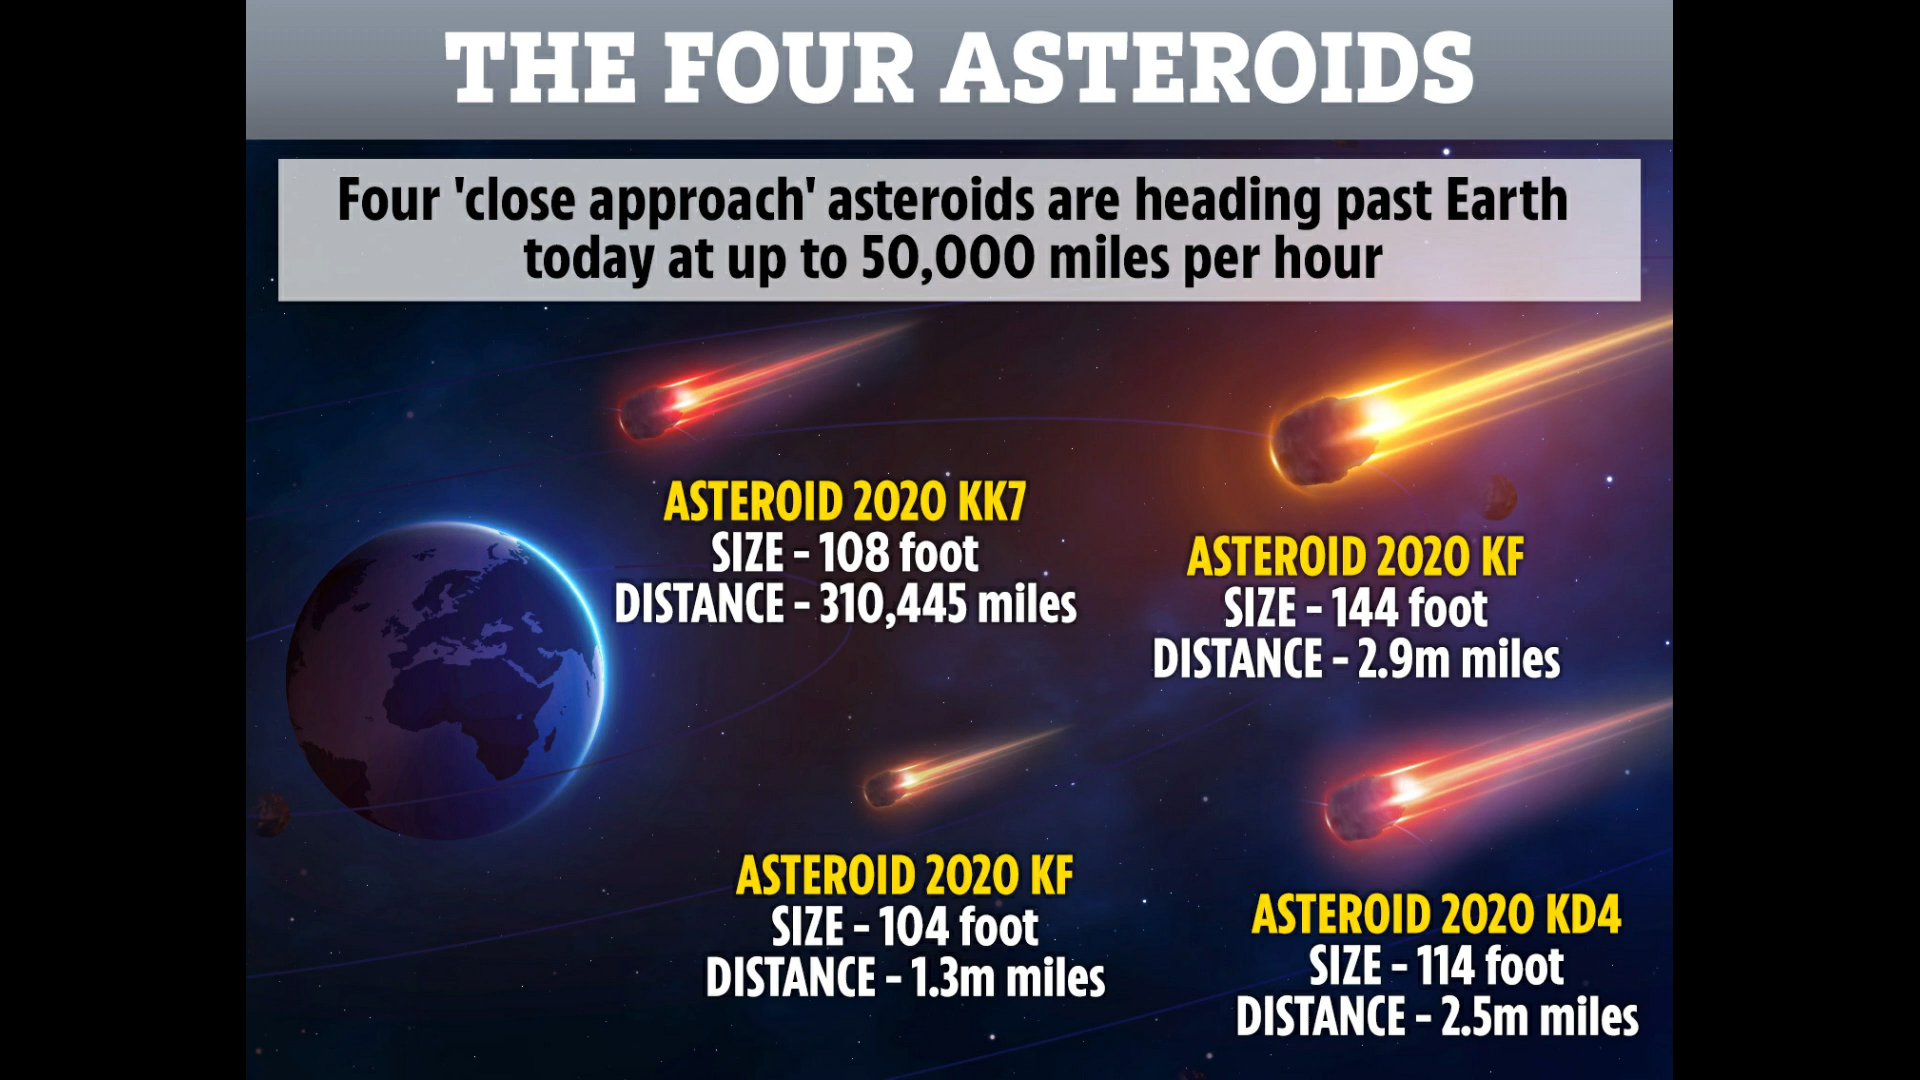 THE FOUR ASTEROIDS
Four 'close approach' asteroids are heading past Earth
today at up to 50,000 miles per hour
ASTEROID 2020 KK7
SIZE - 108 foot
DISTANCE - 310,445 miles
ASTEROID 2020 KF
SIZE - 144 foot
DISTANCE - 2.9m miles
ASTEROID 2020 KF
SIZE - 104 foot
DISTANCE - 1.3m miles
ASTEROID 2020 KD4
SIZE - 114 foot
DISTANCE - 2.5m miles